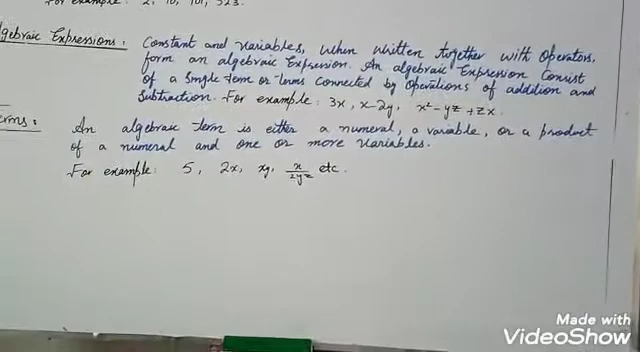 For example: 2, 10, 101, 523.
lgebraic Expressions: Constant and variables, when written together with operators,
form an algebraic Expression. An algebraic Expression Consist
of a Single term or terms connected by Operations of addition and
Subtraction. For example: 3x, x-2y, x² - yz + zx.
erms:
An algebraic term is either a numeral, a variable, or a product
of a numeral and one or more variables.
For example: 5, 2x, xy, x/2yz etc.
Made with
VideoShow